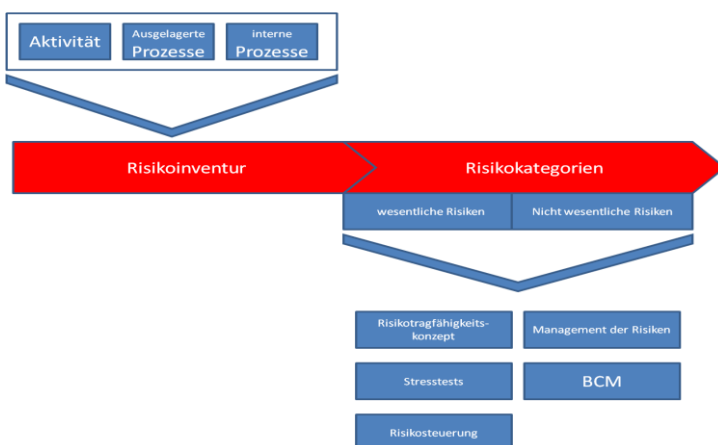 Aktivität
Ausgelagerte
Prozesse
interne
Prozesse
Risikoinventur
Risikokategorien
wesentliche Risiken
Nicht wesentliche Risiken
Risikotragfähigkeits-
konzept
Management der Risiken
Stresstests
BCM
Risikosteuerung